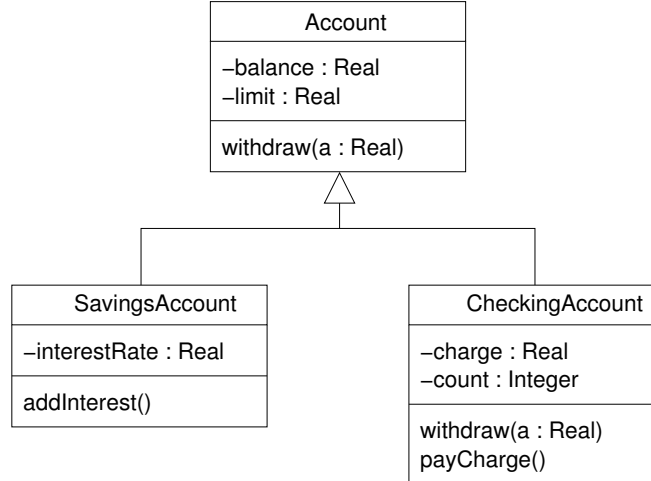 Account
–balance : Real
–limit : Real
withdraw(a : Real)
SavingsAccount
–interestRate : Real
addInterest()
CheckingAccount
–charge : Real
–count : Integer
withdraw(a : Real)
payCharge()